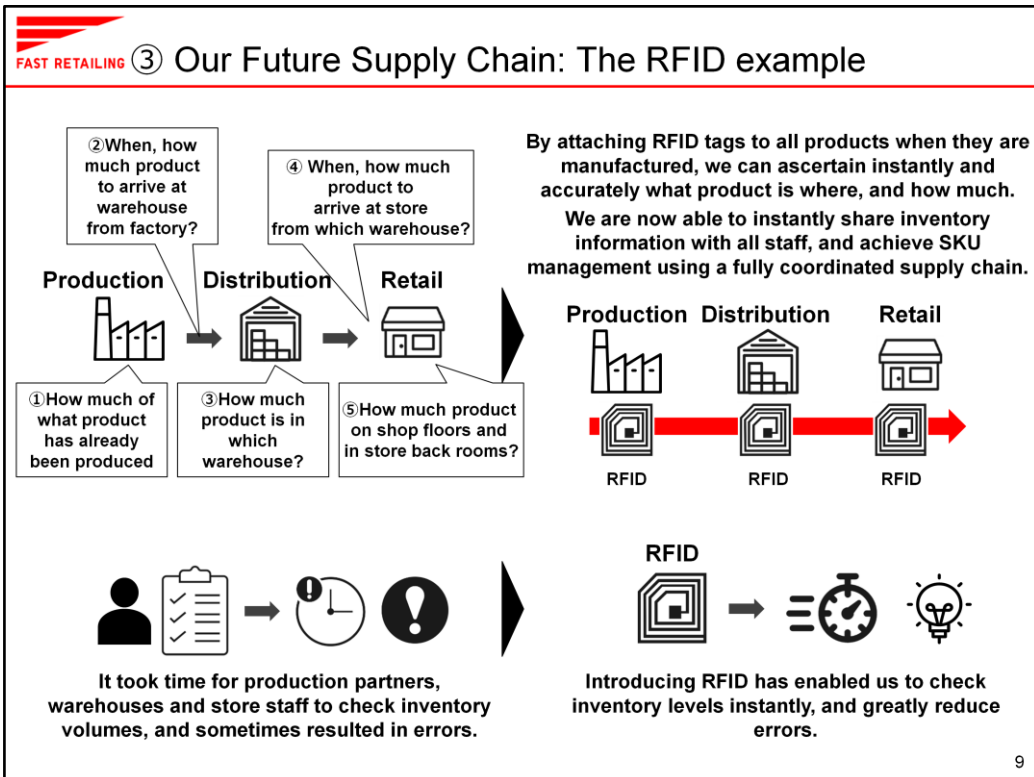 FAST RETAILING
③ Our Future Supply Chain: The RFID example
②When, how
much product
to arrive at
warehouse
from factory?
④ When, how much
product to
arrive at store
from which warehouse?
Production
Distribution
Retail
①How much of
what product
has already
been produced
③How much
product is in
which
warehouse?
⑤How much product
on shop floors and
in store back rooms?
By attaching RFID tags to all products when they are
manufactured, we can ascertain instantly and
accurately what product is where, and how much.
We are now able to instantly share inventory
information with all staff, and achieve SKU
management using a fully coordinated supply chain.
Production
Distribution
Retail
RFID
RFID
RFID
It took time for production partners,
warehouses and store staff to check inventory
volumes, and sometimes resulted in errors.
RFID
Introducing RFID has enabled us to check
inventory levels instantly, and greatly reduce
errors.
9